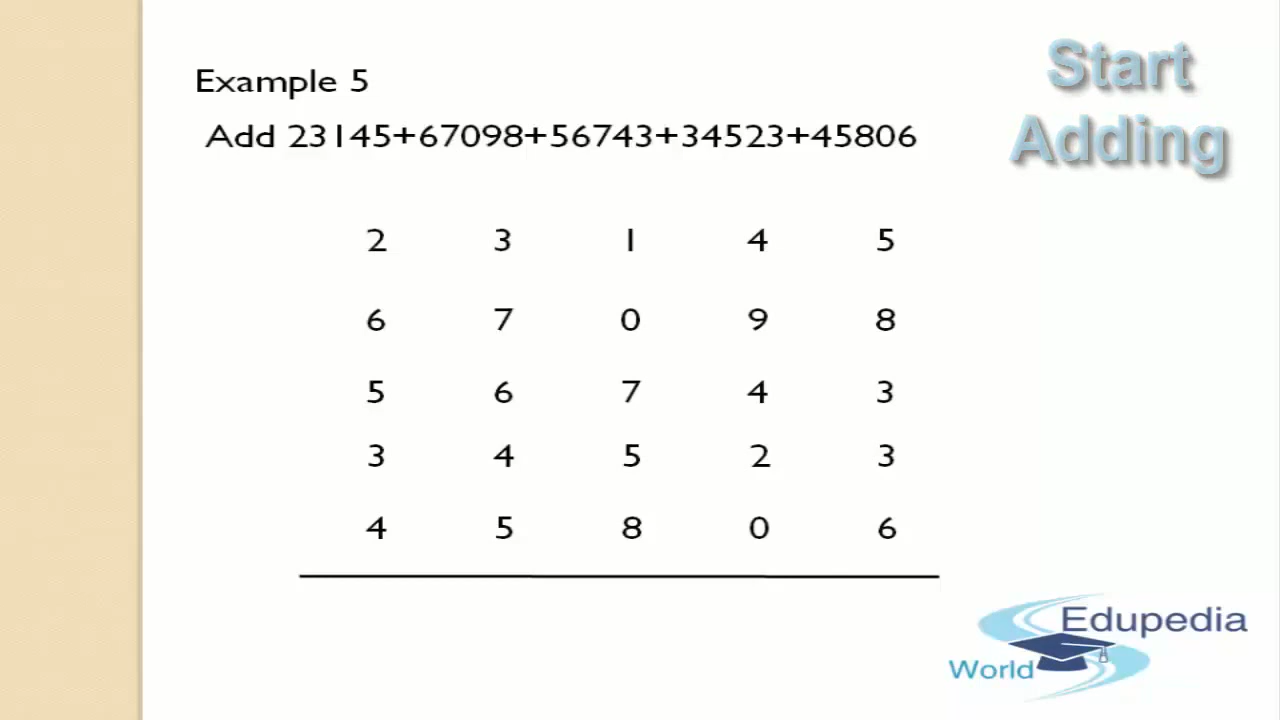 Start
Adding
Example 5
Add 23145+67098+56743+34523+45806
2 3 1 4 5
6 7 0 9 8
5 6 7 4 3
3 4 5 2 3
4 5 8 0 6
Edupedia
World